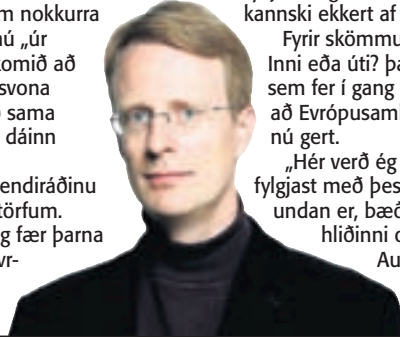 m nokkurra
nú „úr
komið að
svona
sama
dáinn
endiráðinu
törfum.
g fær þarna
vr-
kannski ekkert af
Fyrir skömmu
Inni eða úti? þa
sem fer í gang
að Evrópusaml
nú gert.
„Hér verð ég
fylgjast með þes
undan er, bæð
hliðinni o
Au